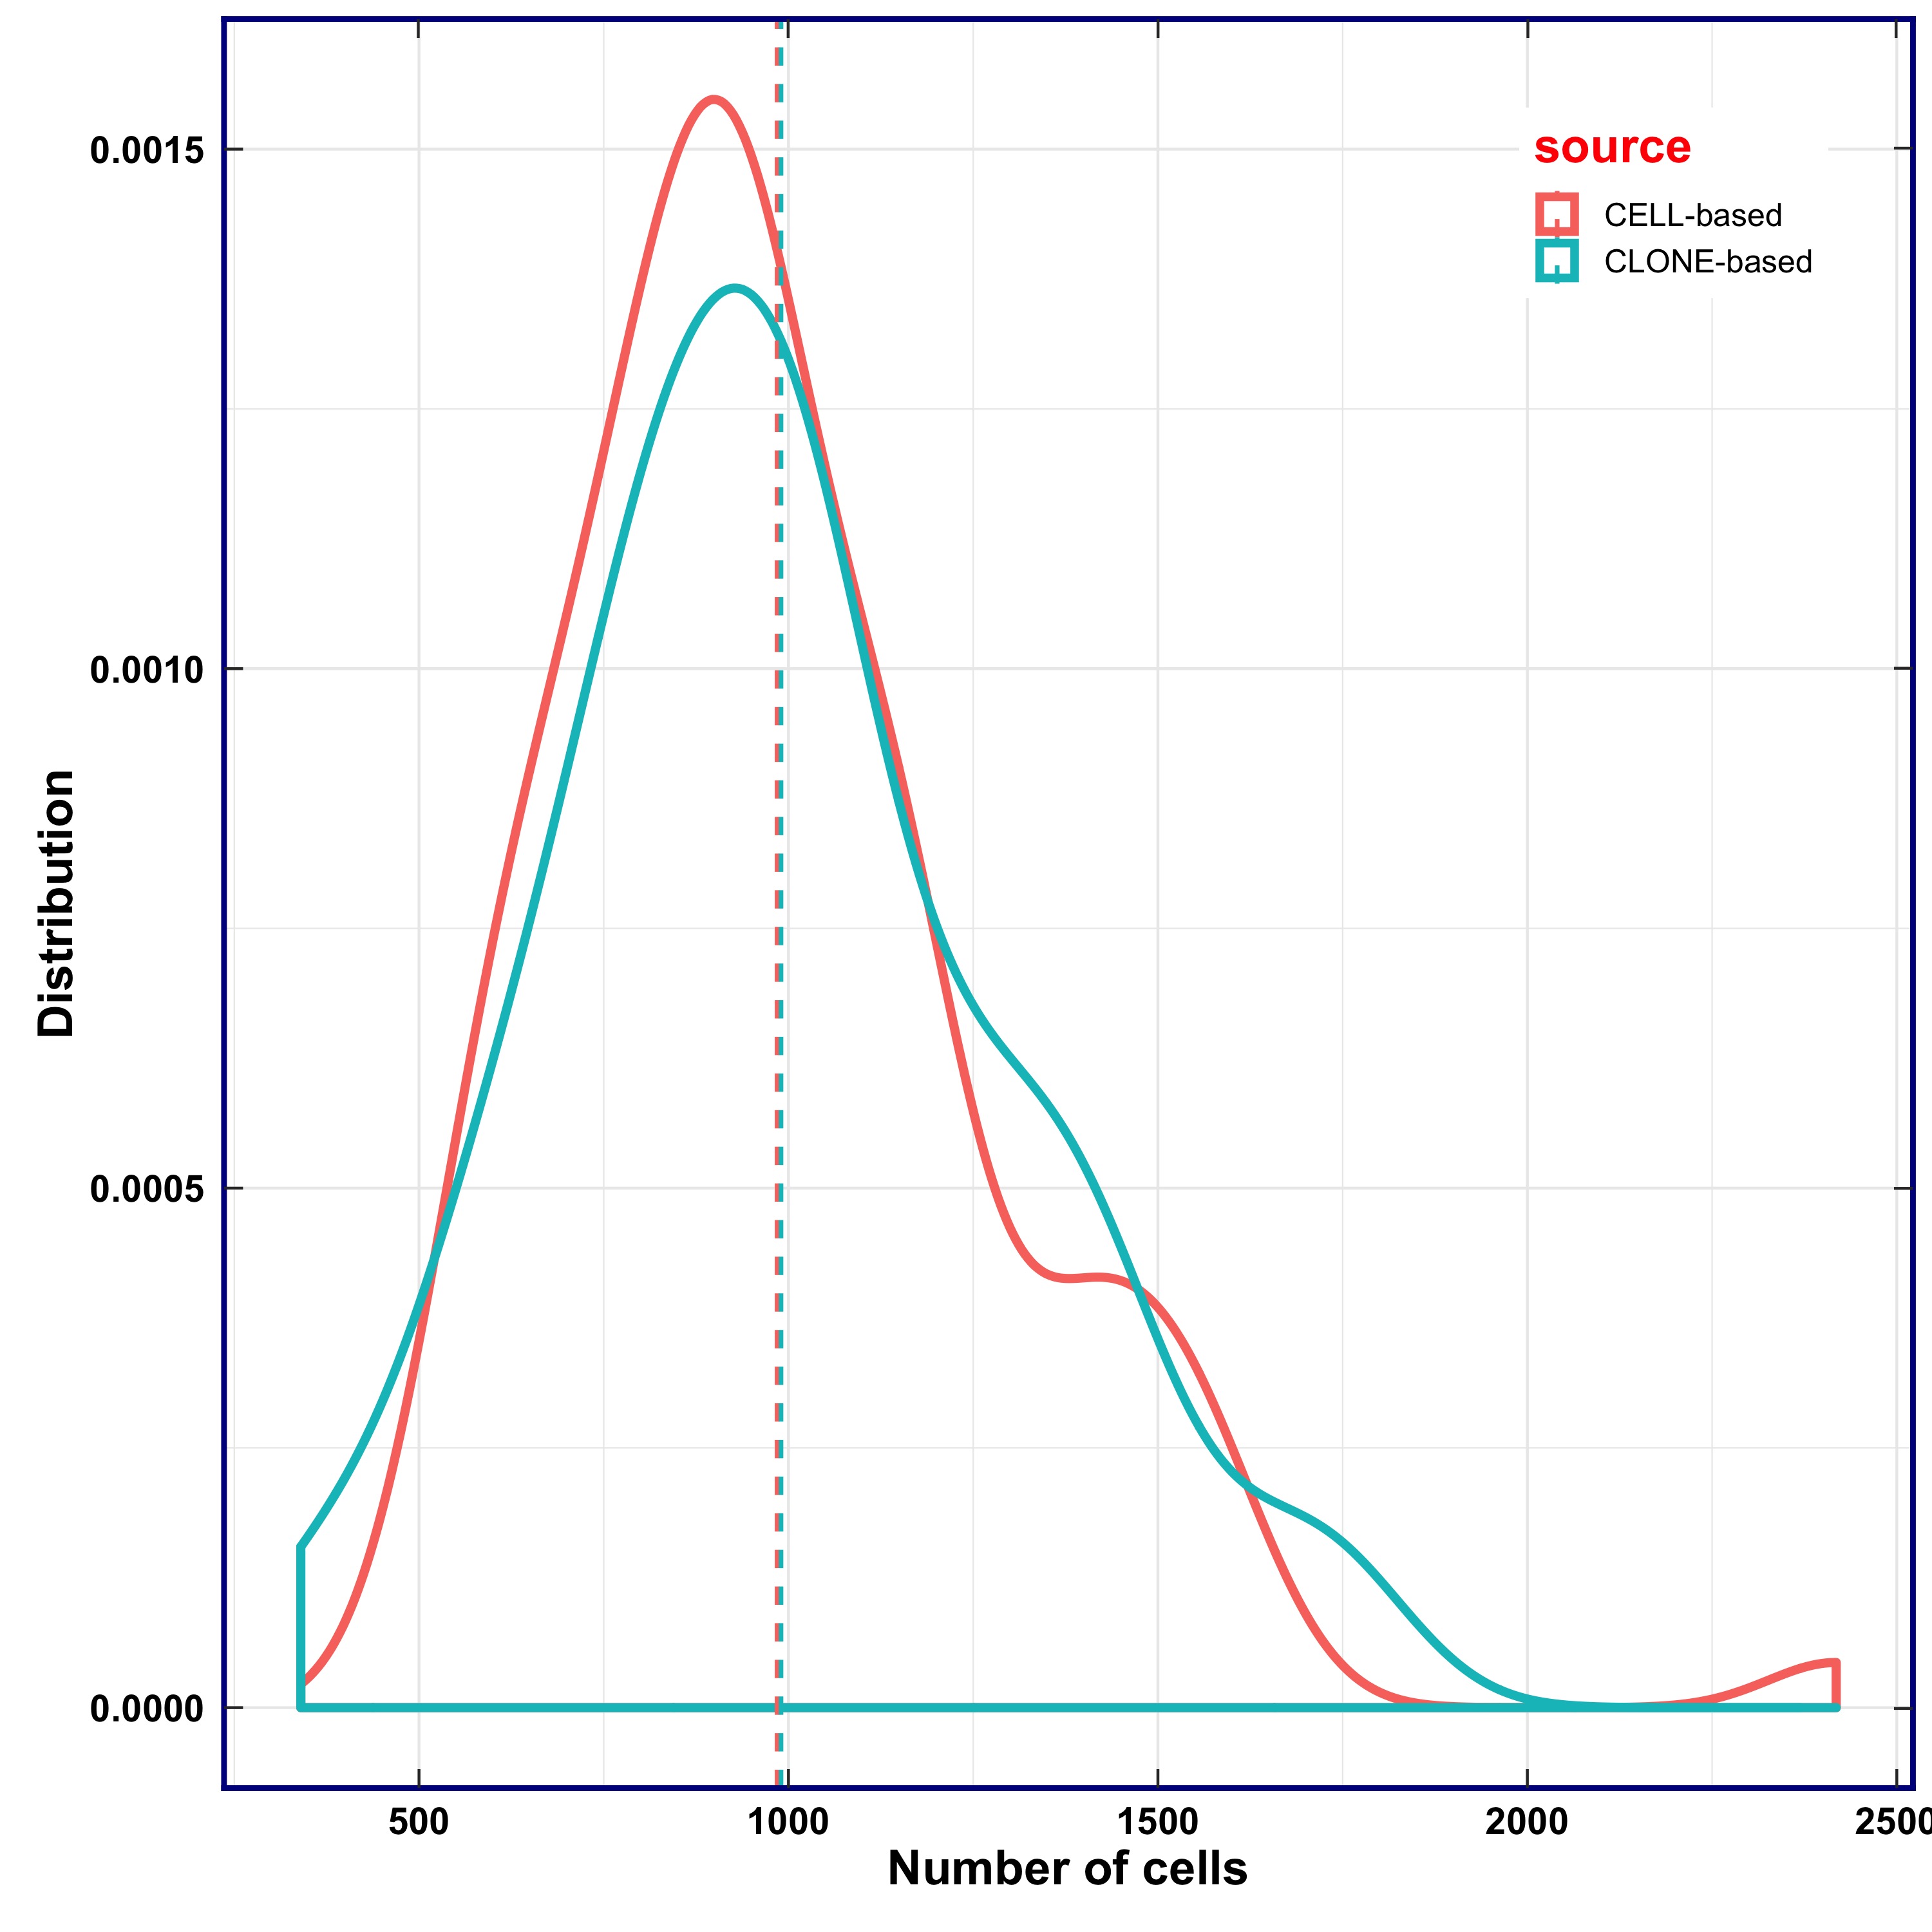 source
CELL-based
CLONE-based
Distribution
0.0015
0.0010
0.0005
0.0000
500 1000 1500 2000 2500
Number of cells